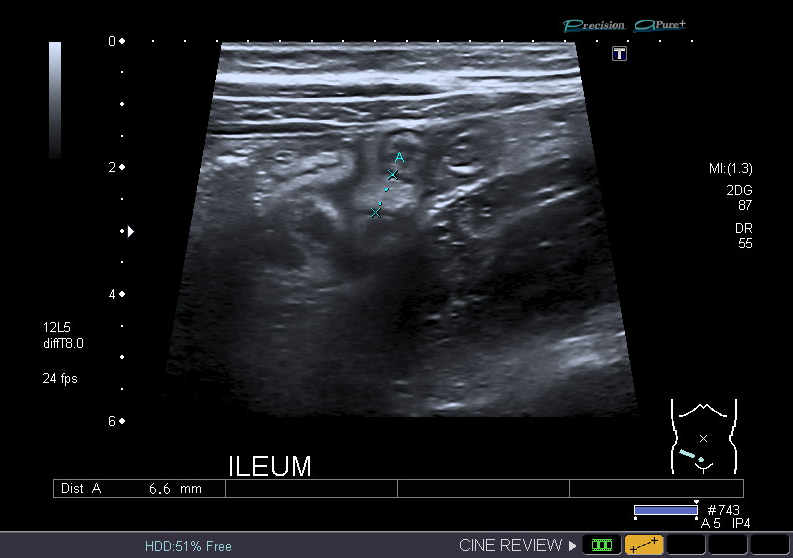 Precision APure+
0
T
A
2
MI:(1.3)
2DG
87
DR
55
4
12L5
diffT8.0
24 fps
6
ILEUM
Dist A 6.6 mm
#743
A 5 IP4
HDD:51% Free
CINE REVIEW